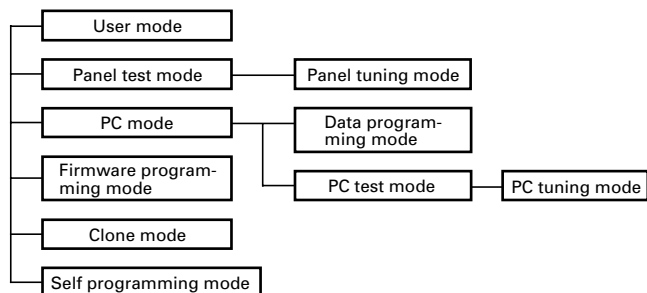 User mode
Panel test mode
Panel tuning mode
PC mode
Data program-
ming mode
PC test mode
PC tuning mode
Firmware program-
ming mode
Clone mode
Self programming mode